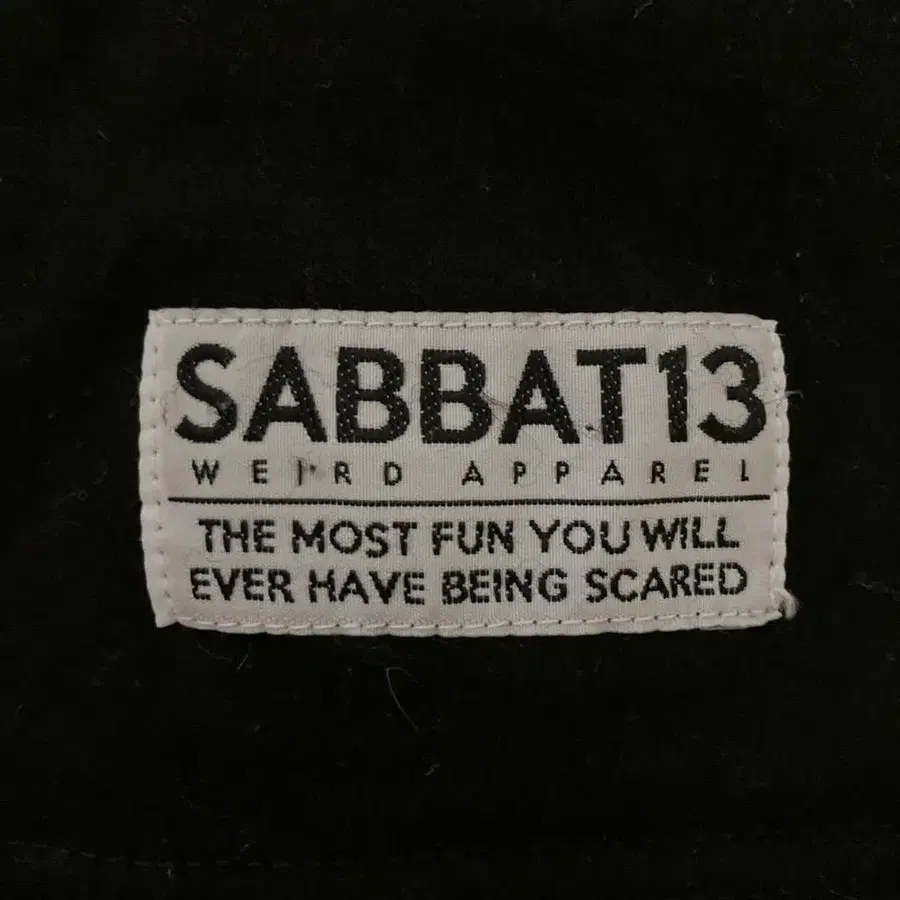 SABBAT13
WEIRD APPAREL
THE MOST FUN YOU WILL
EVER HAVE BEING SCARED